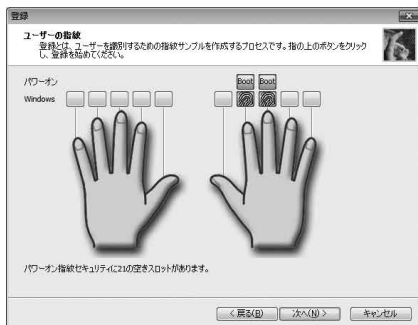 登録
ユーザーの指紋
登録とは、ユーザーを識別するための指紋サンプルを作成するプロセスです。指の上のボタンをクリック
し、登録を始めてください。
パワーオン
Boot Boot
Windows
パワーオン指紋セキュリティに21の空きスロットがあります。
< 戻る(B) 次へ(N) > キャンセル